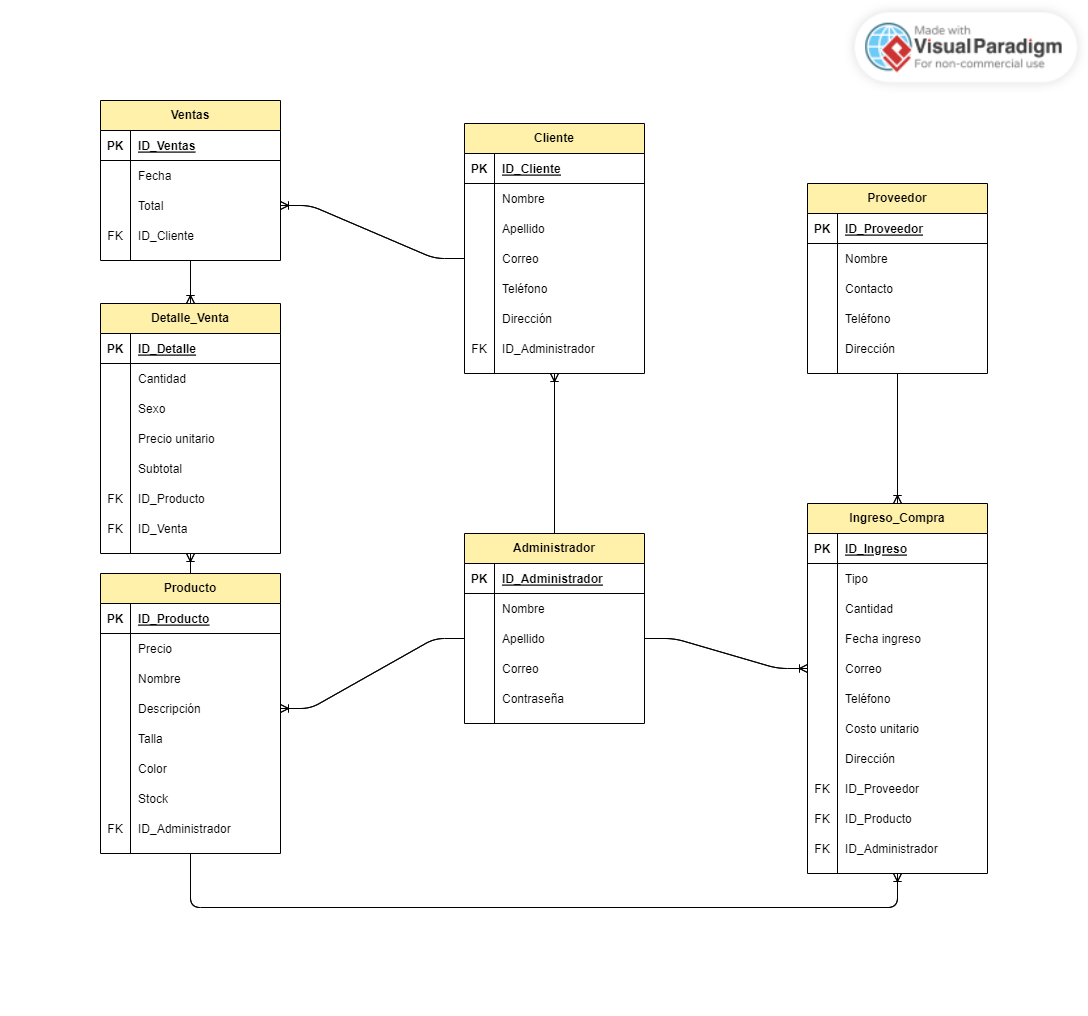 Made with
Visual Paradigm
For non-commercial use
Ventas
PK ID_Ventas
Fecha
Total
FK ID_Cliente
Cliente
PK ID_Cliente
Nombre
Apellido
Correo
Teléfono
Dirección
FK ID_Administrador
Proveedor
PK ID_Proveedor
Nombre
Contacto
Teléfono
Dirección
Detalle_Venta
PK ID_Detalle
Cantidad
Sexo
Precio unitario
Subtotal
FK ID_Producto
FK ID_Venta
Administrador
PK ID_Administrador
Nombre
Apellido
Correo
Contraseña
Ingreso_Compra
PK ID_Ingreso
Tipo
Cantidad
Fecha ingreso
Correo
Teléfono
Costo unitario
Dirección
FK ID_Proveedor
FK ID_Producto
FK ID_Administrador
Producto
PK ID_Producto
Precio
Nombre
Descripción
Talla
Color
Stock
FK ID_Administrador